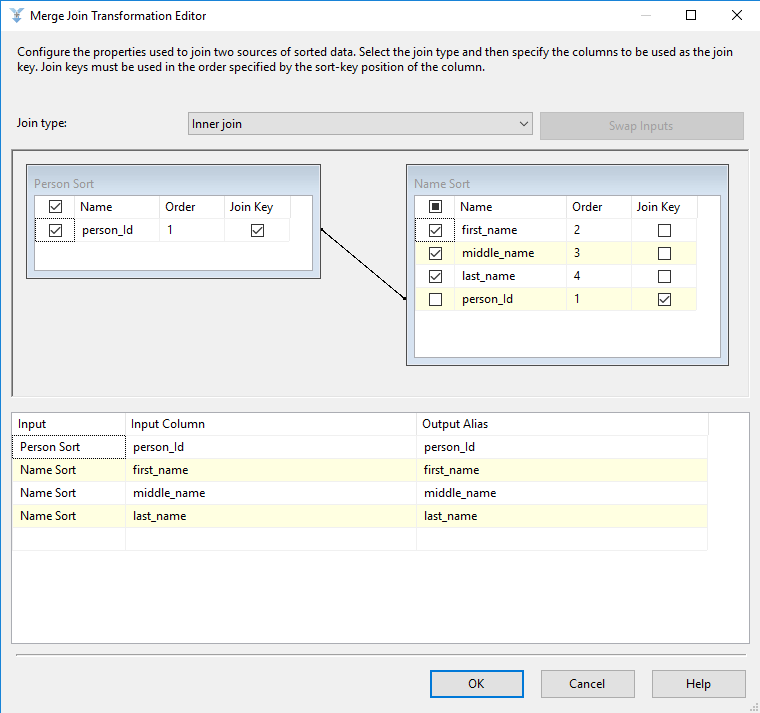 Merge Join Transformation Editor
Configure the properties used to join two sources of sorted data. Select the join type and then specify the columns to be used as the join
key. Join keys must be used in the order specified by the sort-key position of the column.
Join type: Inner join Swap Inputs
Person Sort
Name Order Join Key
person_Id 1
Name Sort
Name Order Join Key
first_name 2
middle_name 3
last_name 4
person_Id 1
Input Input Column Output Alias
Person Sort person_Id person_Id
Name Sort first_name first_name
Name Sort middle_name middle_name
Name Sort last_name last_name
OK Cancel Help